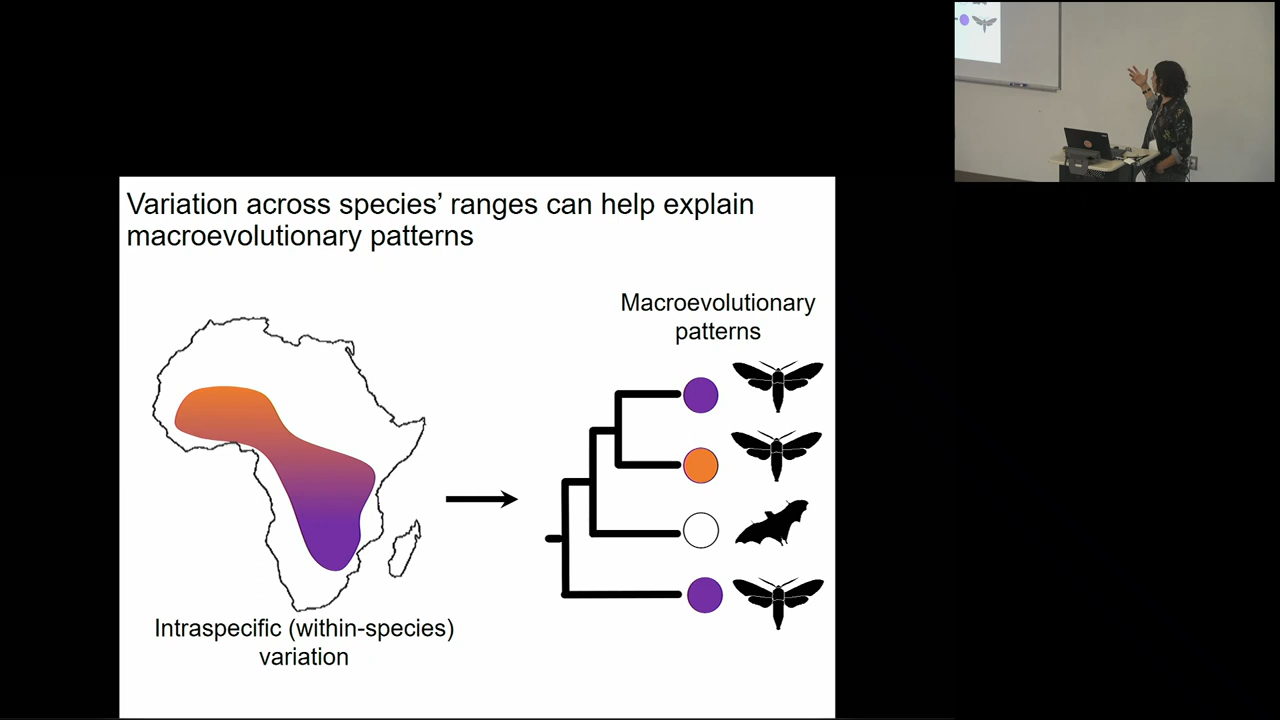 Variation across species’ ranges can help explain
macroevolutionary patterns
Macroevolutionary
patterns
Intraspecific (within-species)
variation